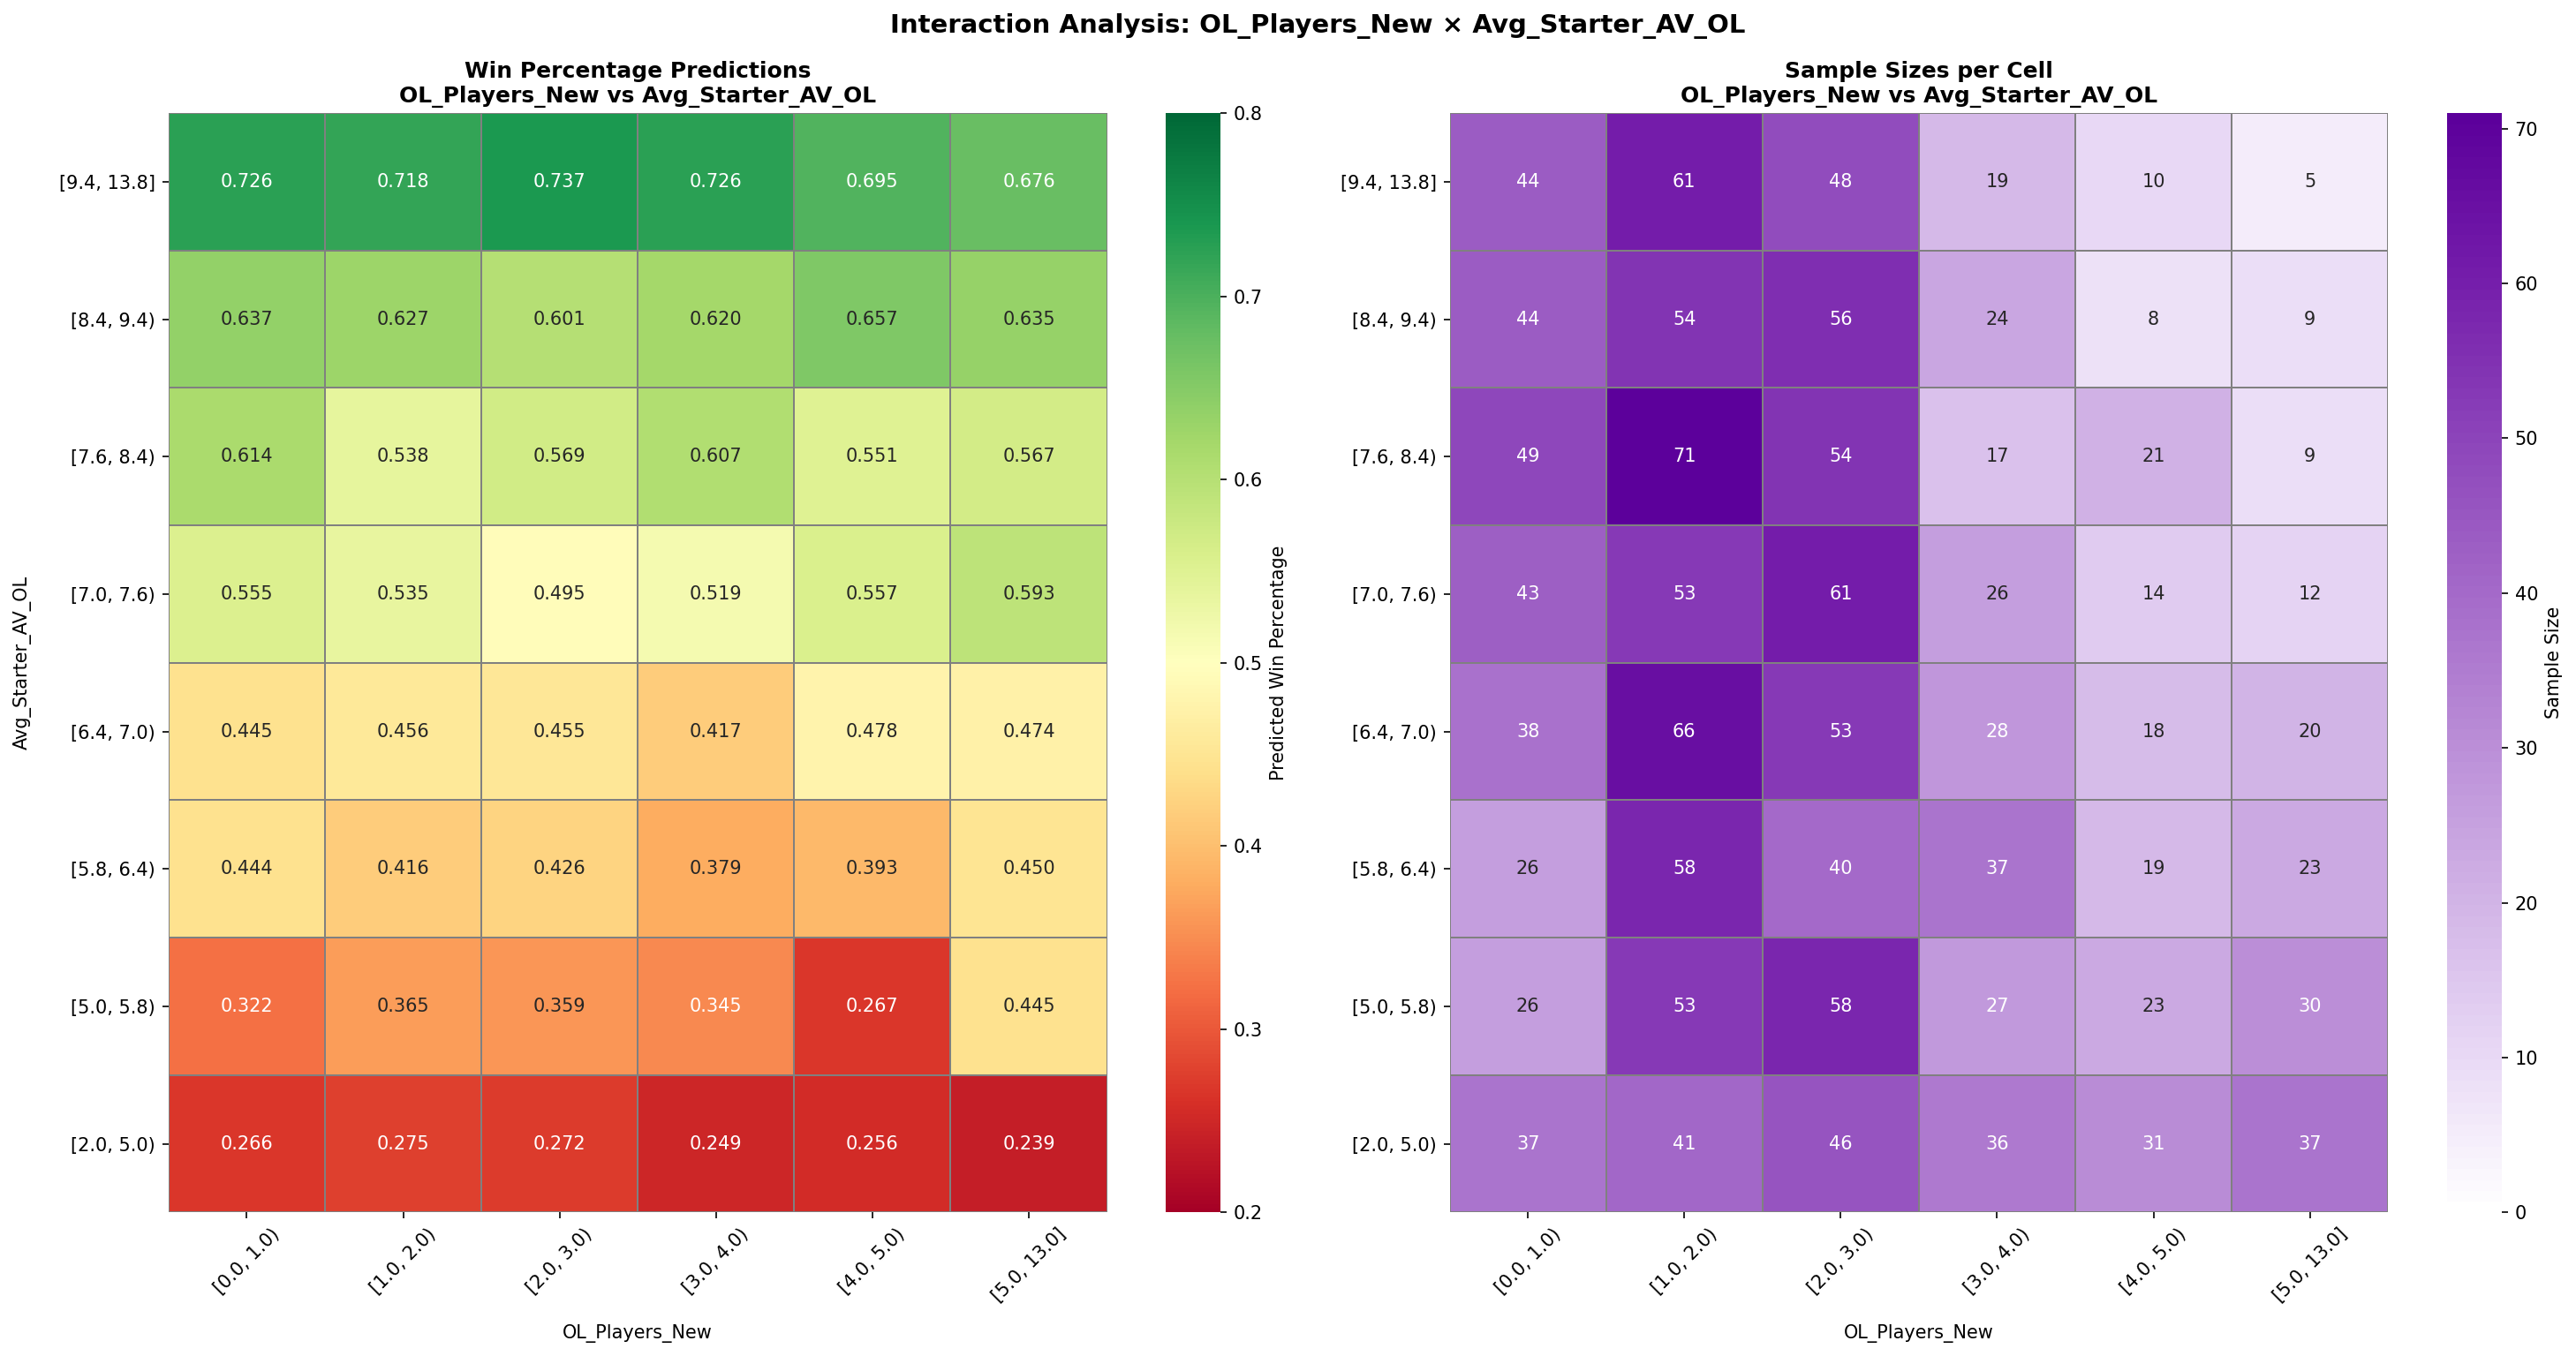 Interaction Analysis: OL_Players_New × Avg_Starter_AV_OL
Win Percentage Predictions
OL_Players_New vs Avg_Starter_AV_OL
Avg_Starter_AV_OL
[9.4, 13.8] 0.726 0.718 0.737 0.726 0.695 0.676
[8.4, 9.4) 0.637 0.627 0.601 0.620 0.657 0.635
[7.6, 8.4) 0.614 0.538 0.569 0.607 0.551 0.567
[7.0, 7.6) 0.555 0.535 0.495 0.519 0.557 0.593
[6.4, 7.0) 0.445 0.456 0.455 0.417 0.478 0.474
[5.8, 6.4) 0.444 0.416 0.426 0.379 0.393 0.450
[5.0, 5.8) 0.322 0.365 0.359 0.345 0.267 0.445
[2.0, 5.0) 0.266 0.275 0.272 0.249 0.256 0.239
[0.0, 1.0) [1.0, 2.0) [2.0, 3.0) [3.0, 4.0) [4.0, 5.0) [5.0, 13.0]
OL_Players_New
0.8
0.7
0.6
0.5
0.4
0.3
0.2
Predicted Win Percentage
Sample Sizes per Cell
OL_Players_New vs Avg_Starter_AV_OL
[9.4, 13.8] 44 61 48 19 10 5
[8.4, 9.4) 44 54 56 24 8 9
[7.6, 8.4) 49 71 54 17 21 9
[7.0, 7.6) 43 53 61 26 14 12
[6.4, 7.0) 38 66 53 28 18 20
[5.8, 6.4) 26 58 40 37 19 23
[5.0, 5.8) 26 53 58 27 23 30
[2.0, 5.0) 37 41 46 36 31 37
[0.0, 1.0) [1.0, 2.0) [2.0, 3.0) [3.0, 4.0) [4.0, 5.0) [5.0, 13.0]
OL_Players_New
70
60
50
40
30
20
10
0
Sample Size